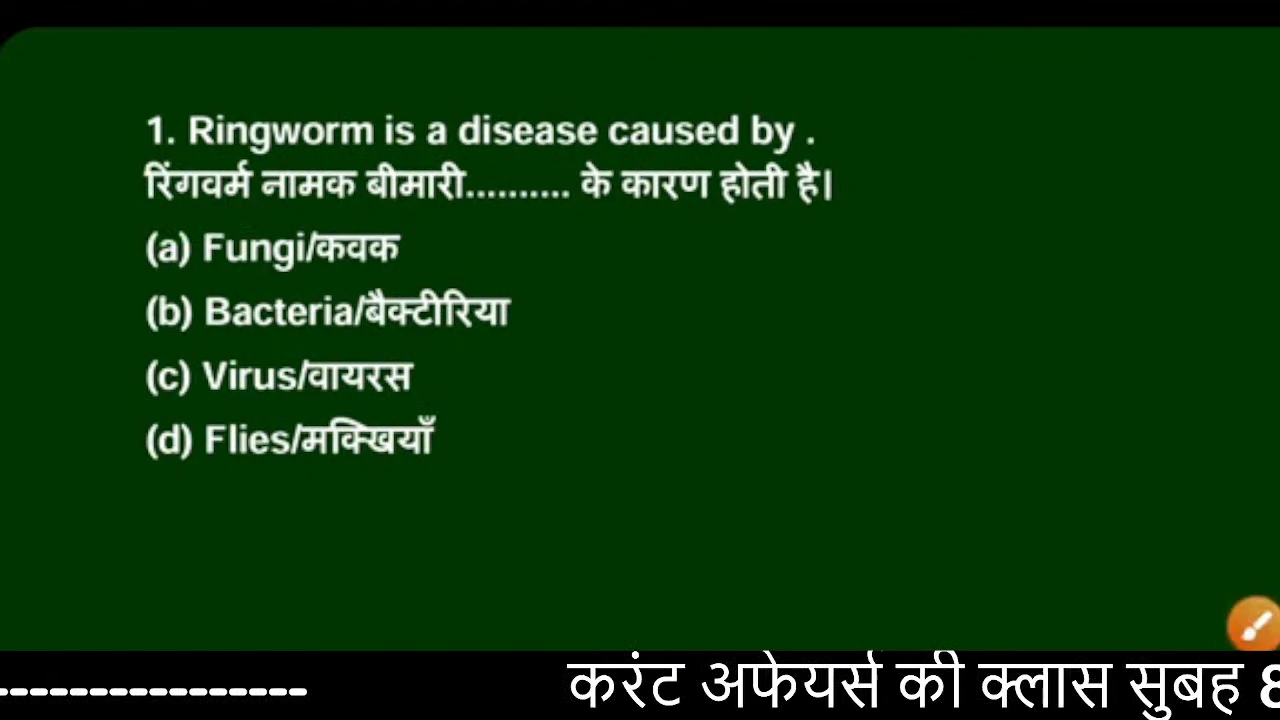 1. Ringworm is a disease caused by .
रिंगवर्म नामक बीमारी.......... के कारण होती है।
(a) Fungi/कवक
(b) Bacteria/बैक्टीरिया
(c) Virus/वायरस
(d) Flies/मक्खियाँ
----------------- करंट अफेयर्स की क्लास सुबह 8